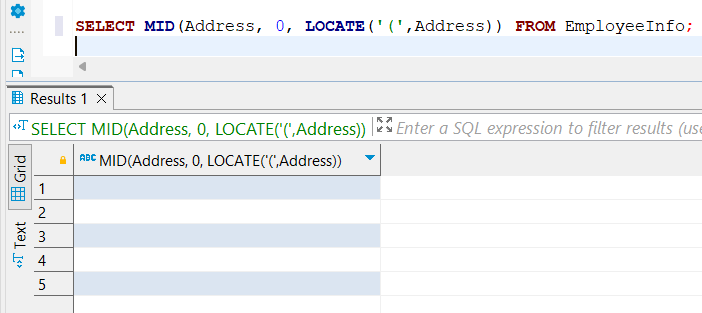 SELECT MID(Address, 0, LOCATE('(',Address)) FROM EmployeeInfo;
Results 1
SELECT MID(Address, 0, LOCATE('(',Address)) Enter a SQL expression to filter results (use
Grid
Text
ABC MID(Address, 0, LOCATE('(',Address))
1
2
3
4
5